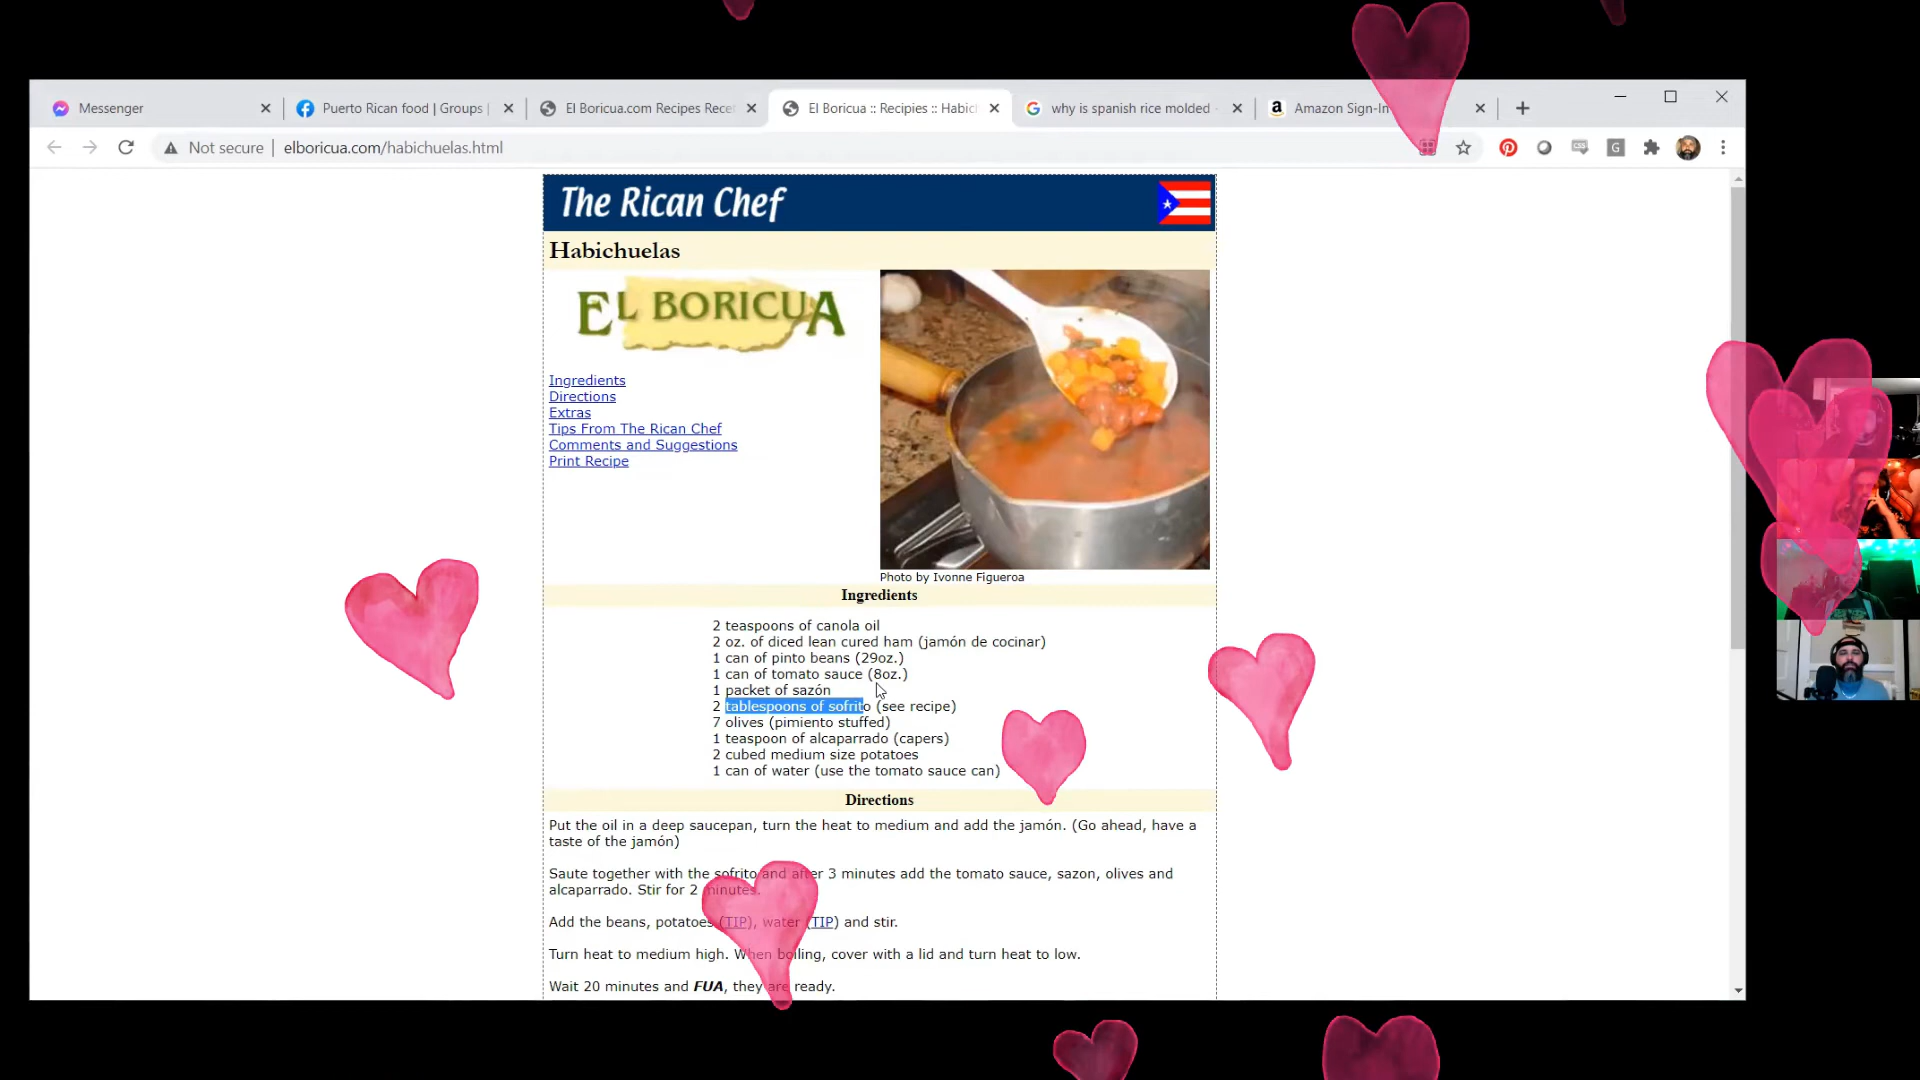 Messenger
Puerto Rican food | Groups |
El Boricua.com Recipes Rece
El Boricua :: Recipies :: Habic
why is spanish rice molded -
Amazon Sign-In
Not secure | elboricua.com/habichuelas.html
The Rican Chef
Habichuelas
EL BORICUA
Ingredients
Directions
Extras
Tips From The Rican Chef
Comments and Suggestions
Print Recipe
Photo by Ivonne Figueroa
Ingredients
2 teaspoons of canola oil
2 oz. of diced lean cured ham (jamón de cocinar)
1 can of pinto beans (29oz.)
1 can of tomato sauce (8oz.)
1 packet of sazón
2 tablespoons of sofrito (see recipe)
7 olives (pimiento stuffed)
1 teaspoon of alcaparrado (capers)
2 cubed medium size potatoes
1 can of water (use the tomato sauce can)
Directions
Put the oil in a deep saucepan, turn the heat to medium and add the jamón. (Go ahead, have a
taste of the jamón)
Saute together with the sofrito and after 3 minutes add the tomato sauce, sazon, olives and
alcaparrado. Stir for 2 minutes.
Add the beans, potatoes (TIP), water (TIP) and stir.
Turn heat to medium high. When boiling, cover with a lid and turn heat to low.
Wait 20 minutes and FUA, they are ready.